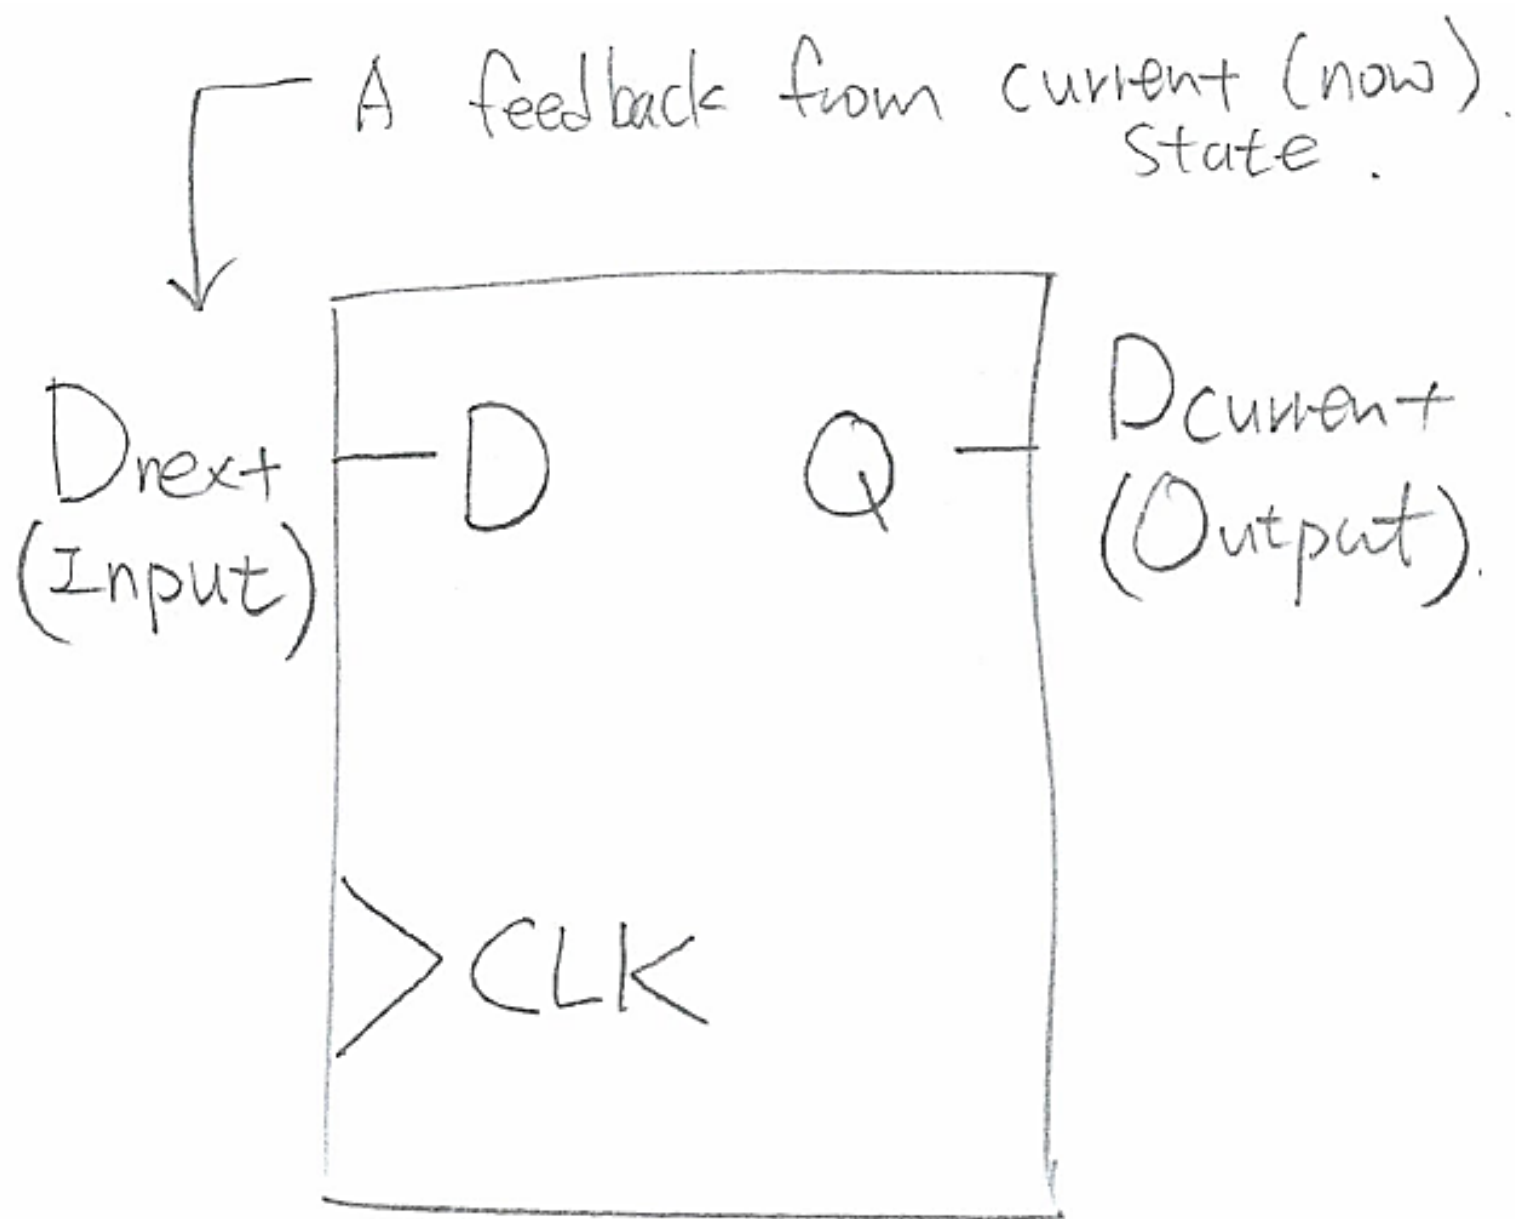 A feedback from current (now).
state.
Dnext
(Input)
D
Q
Dcurrent
(Output).
CLK